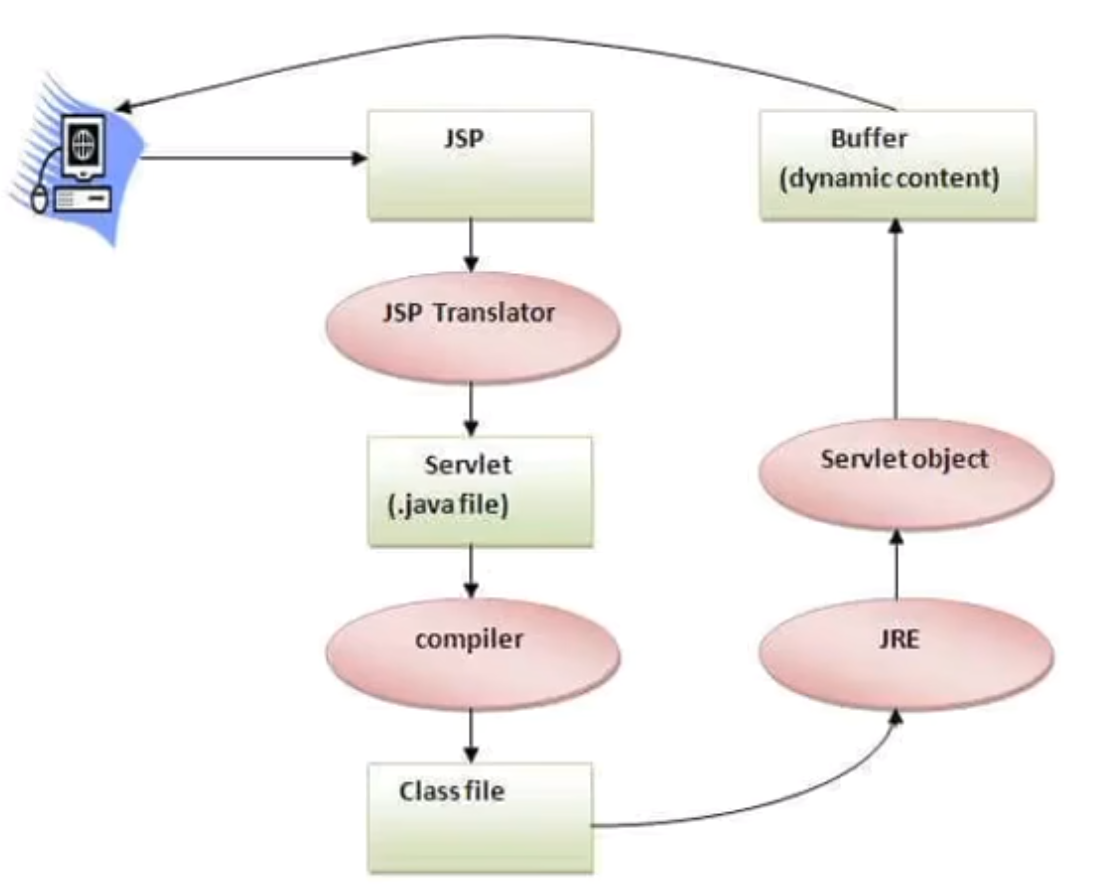 JSP
Buffer
(dynamic content)
JSP Translator
Servlet
(.java file)
Servlet object
compiler
JRE
Class file